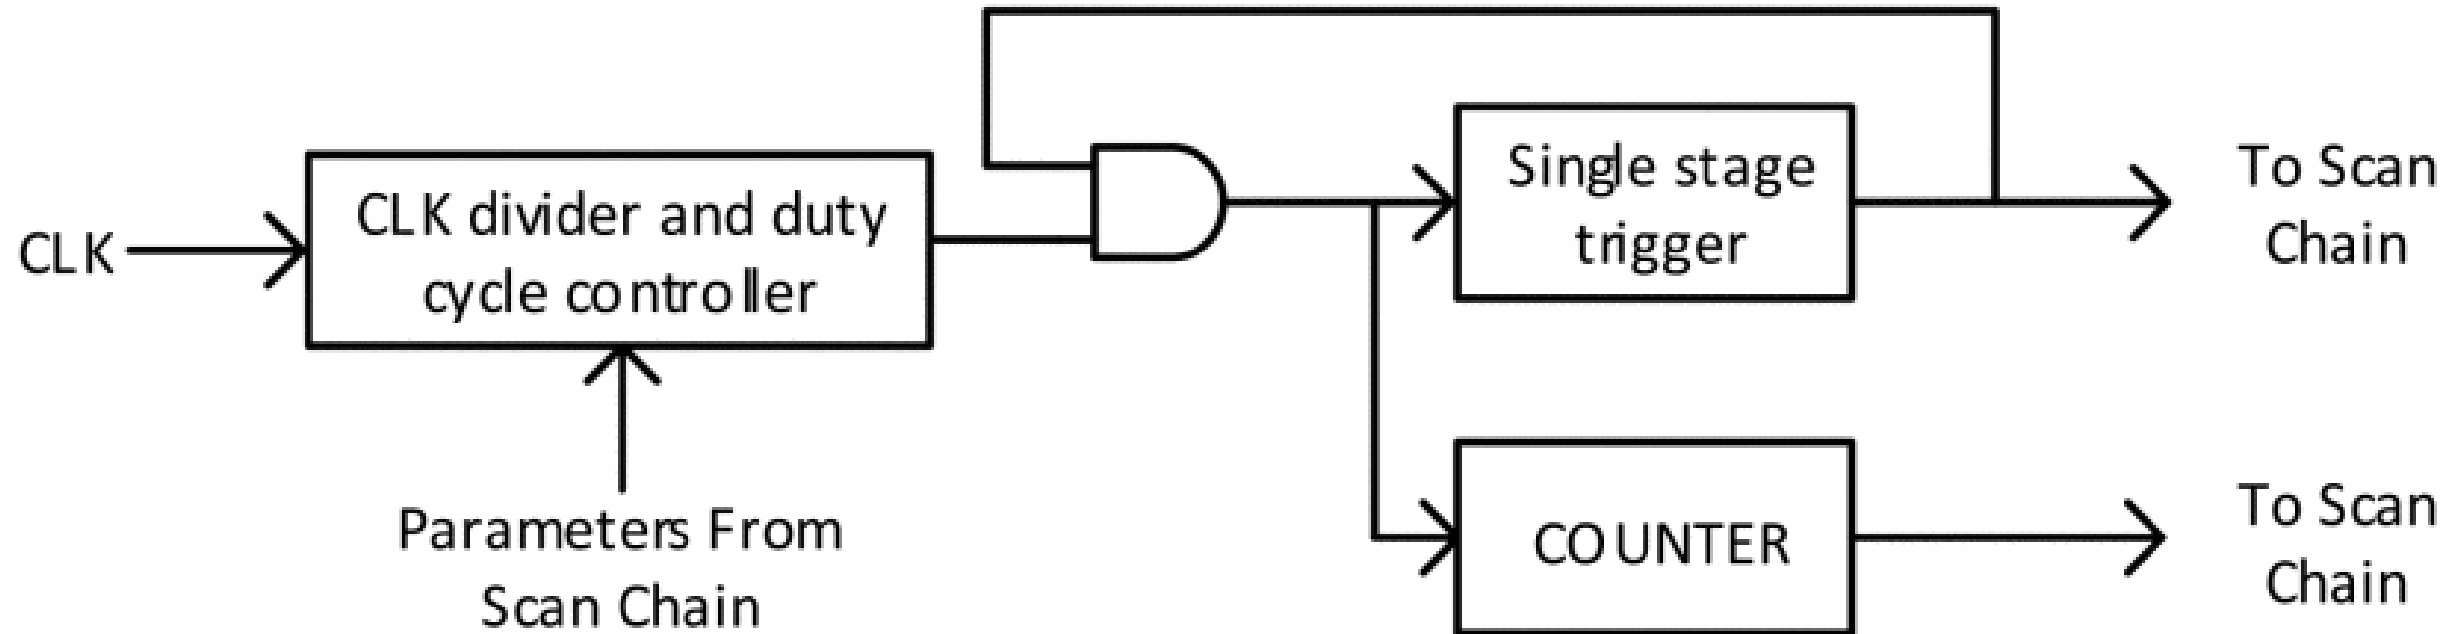 CLK
CLK divider and duty
cycle controller
Parameters From
Scan Chain
Single stage
trigger
To Scan
Chain
COUNTER
To Scan
Chain